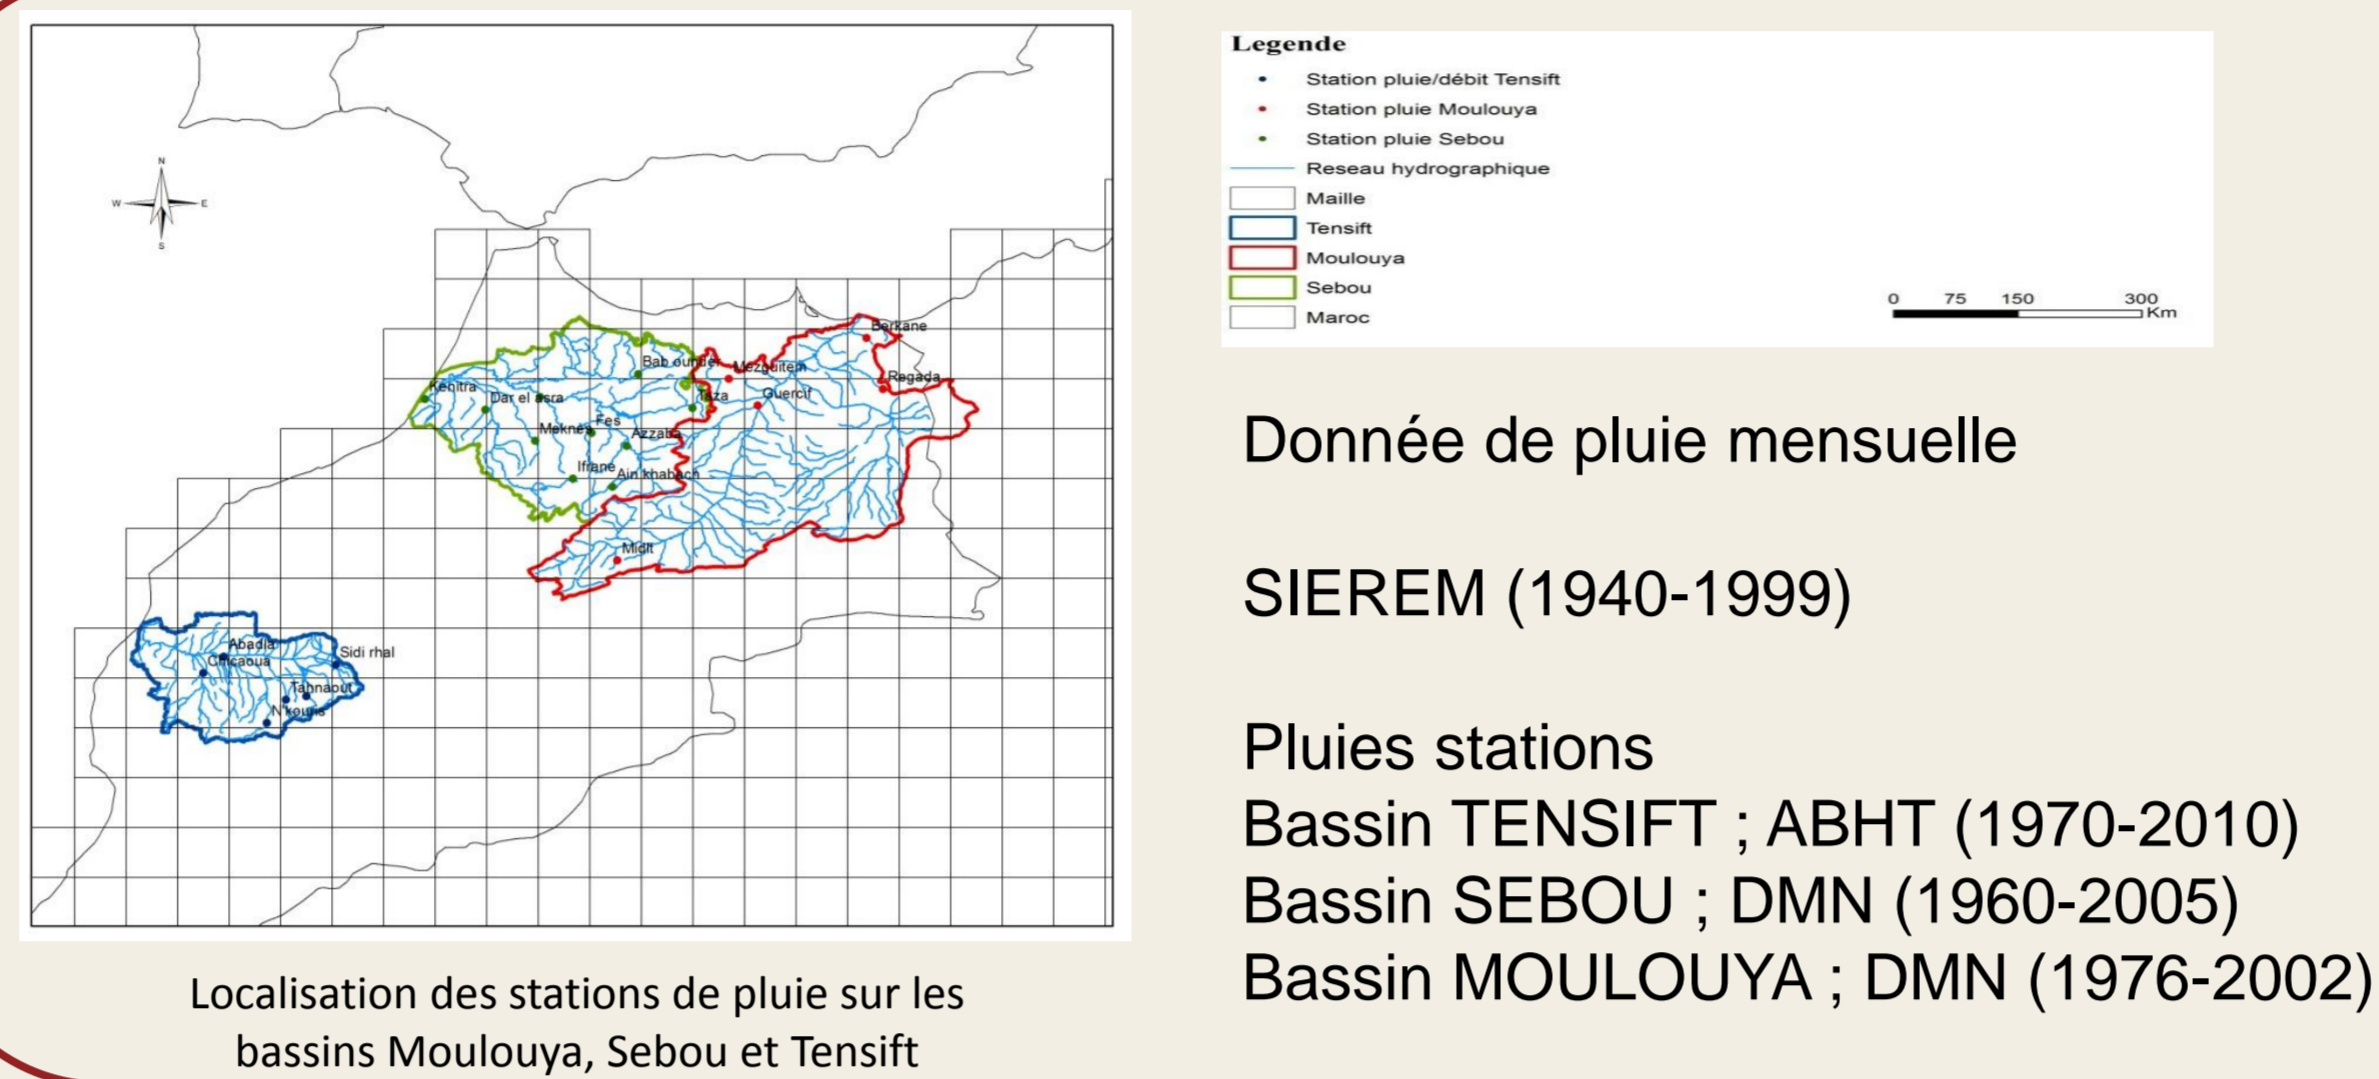 N
W
E
S
Berkane
Bab ountier
Mezguitem
Regada
Kenitra
Dar el asra
Taza
Guercif
Fes
Meknes
Azzaba
Ifrane
Ain khabach
Midlt
Abadla
Sidi rhal
Chicaoua
Tahnaout
N'kouris
Legende
Station pluie/débit Tensift
Station pluie Moulouya
Station pluie Sebou
Reseau hydrographique
Maille
Tensift
Moulouya
Sebou
Maroc
0 75 150 300
Km
Donnée de pluie mensuelle
SIEREM (1940-1999)
Pluies stations
Bassin TENSIFT ; ABHT (1970-2010)
Bassin SEBOU ; DMN (1960-2005)
Bassin MOULOUYA ; DMN (1976-2002)
Localisation des stations de pluie sur les
bassins Moulouya, Sebou et Tensift